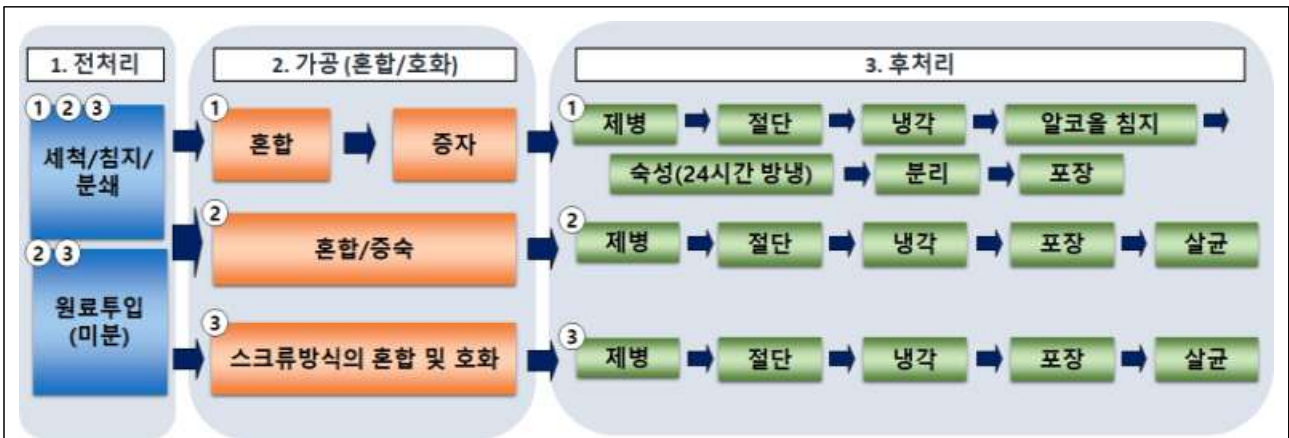 1. 전처리
2. 가공 (혼합/호화)
3. 후처리
① ② ③
세척/침지/
분쇄
② ③
원료투입
(미분)
①
혼합
증자
②
혼합/증숙
③
스크류방식의 혼합 및 호화
①
제병
절단
냉각
알코올 침지
숙성(24시간 방냉)
분리
포장
②
제병
절단
냉각
포장
살균
③
제병
절단
냉각
포장
살균